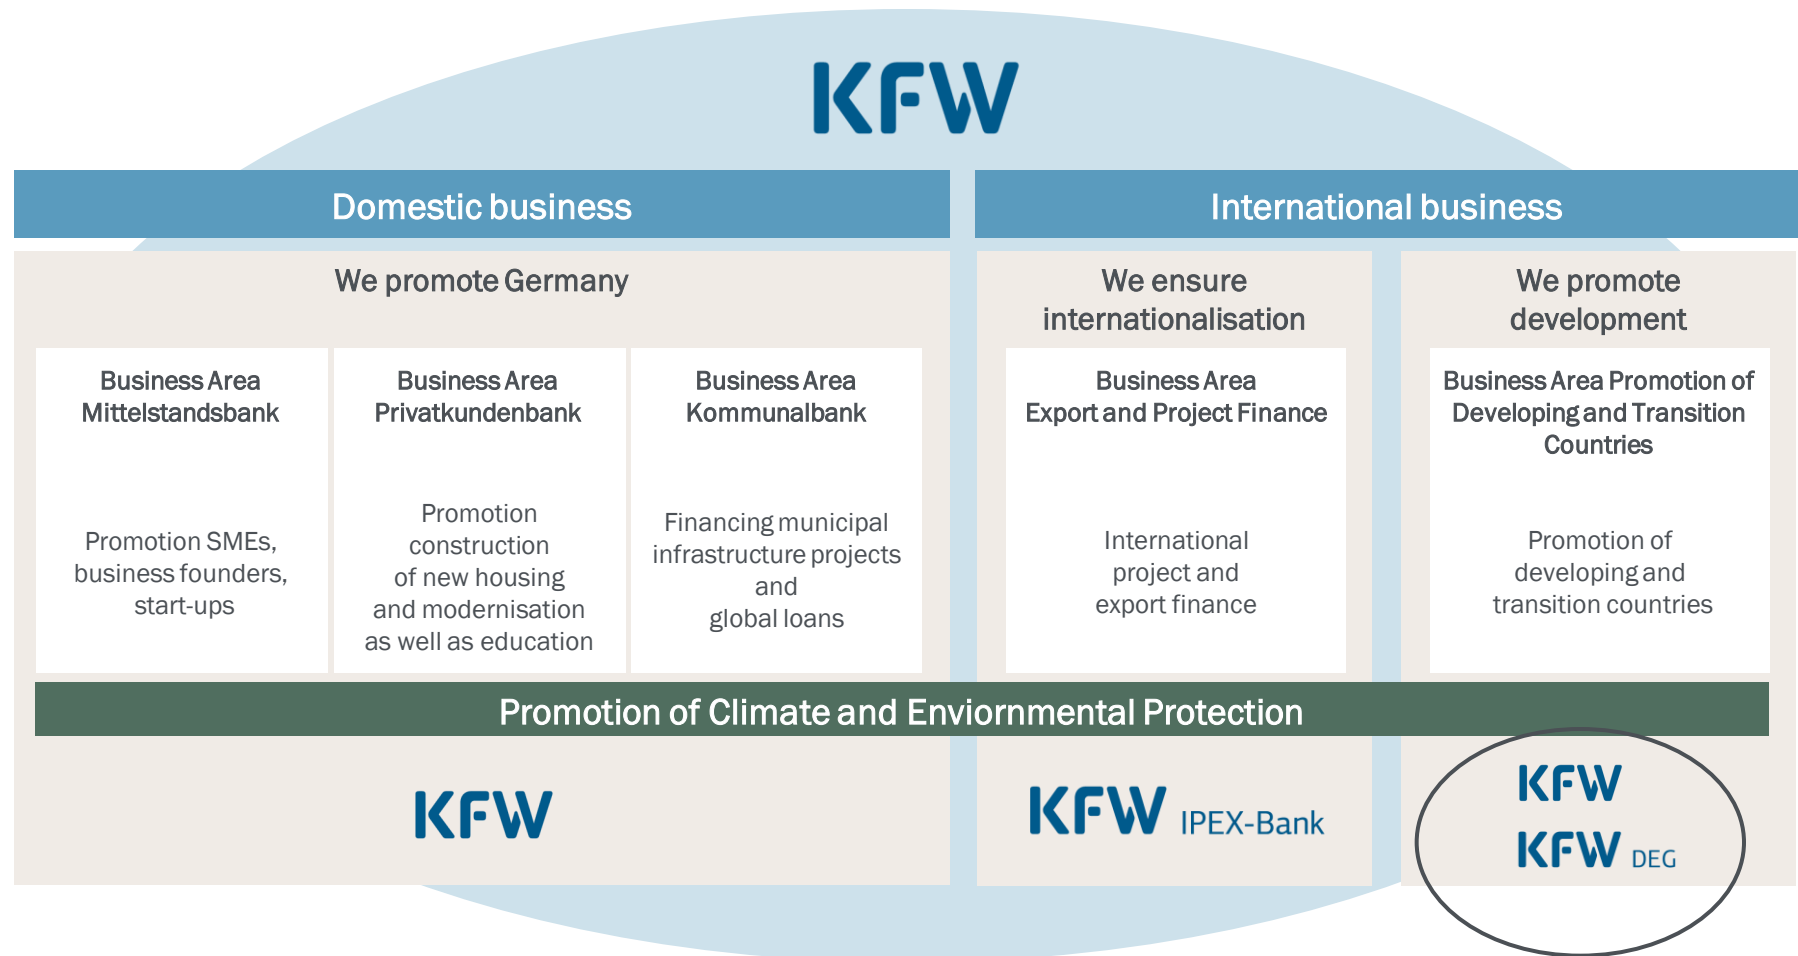 KFW
Domestic business
International business
We promote Germany
Business Area
Mittelstandsbank
Promotion SMEs,
business founders,
start-ups
Business Area
Privatkundenbank
Promotion
construction
of new housing
and modernisation
as well as education
Business Area
Kommunalbank
Financing municipal
infrastructure projects
and
global loans
We ensure
internationalisation
Business Area
Export and Project Finance
International
project and
export finance
We promote
development
Business Area Promotion of
Developing and Transition
Countries
Promotion of
developing and
transition countries
Promotion of Climate and Enviornmental Protection
KFW
KFW IPEX-Bank
KFW
KFW DEG